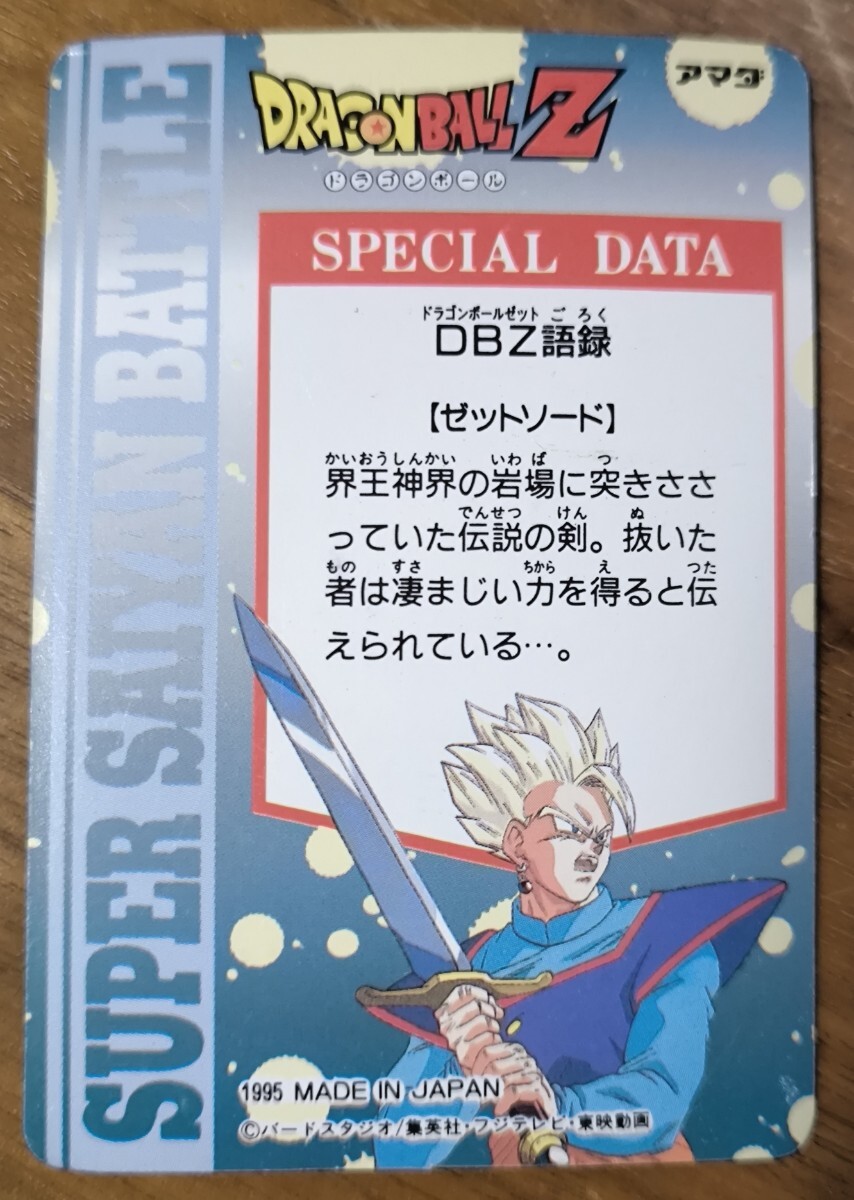 SUPER SAIYAN BATTLE
DRAGON BALL Z
ドラゴンボール
アマダ
SPECIAL DATA
ドラゴンボールゼット ごろく
DBZ語録
【ゼットソード】
かいおうしんかい いわば つ
界王神界の岩場に突きささ
でんせつ けん ぬ
っていた伝説の剣。抜いた
もの すさ ちから え つた
者は凄まじい力を得ると伝
えられている…。
1995 MADE IN JAPAN
©バードスタジオ/集英社・フジテレビ・東映動画